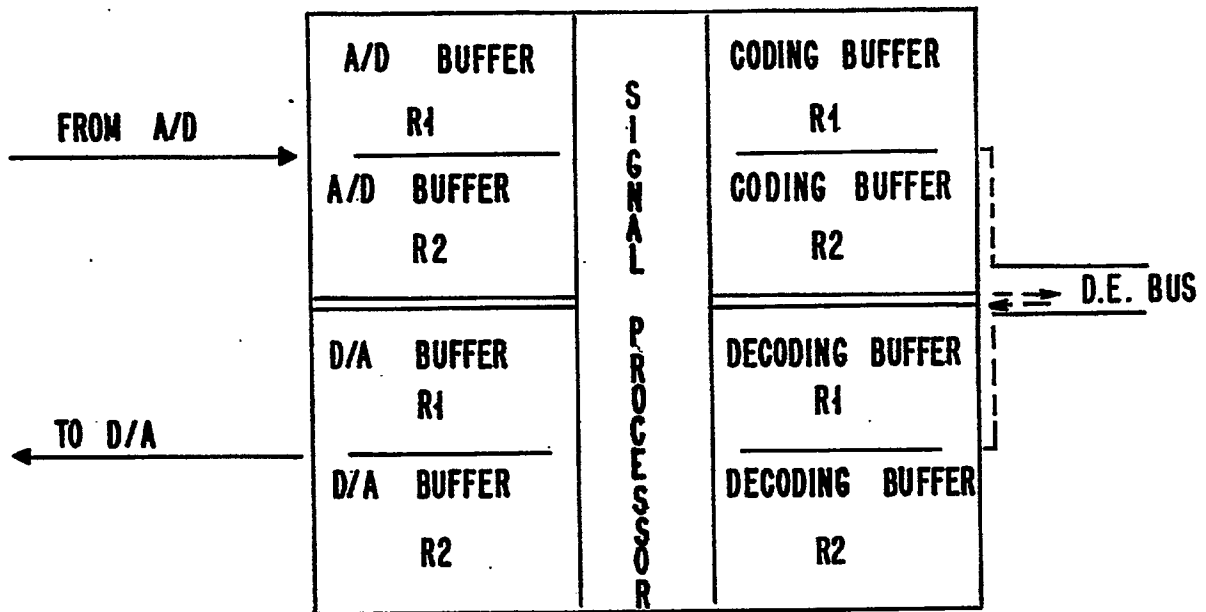 A/D BUFFER
R1
CODING BUFFER
R1
FROM A/D
A/D BUFFER
R2
CODING BUFFER
R2
SIGNAL PROCESSOR
D.E. BUS
D/A BUFFER
R1
DECODING BUFFER
R1
TO D/A
D/A BUFFER
R2
DECODING BUFFER
R2